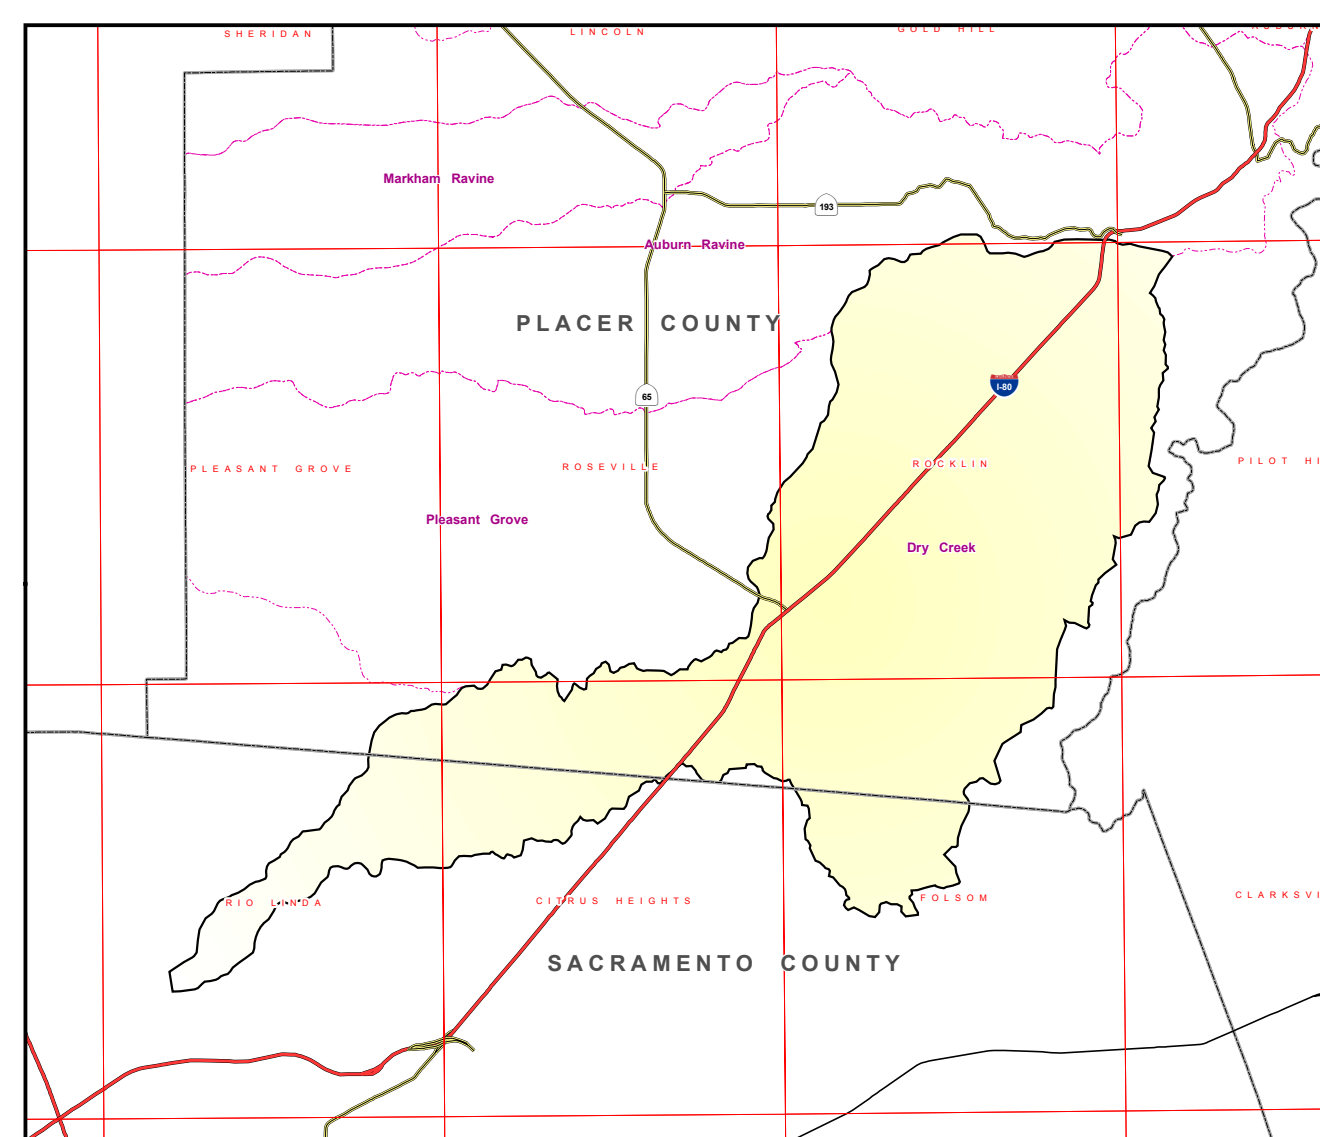 SHERIDAN
LINCOLN
GOLD HILL
Markham Ravine
193
Auburn Ravine
PLACER COUNTY
I-80
65
PLEASANT GROVE
ROSEVILLE
ROCKLIN
PILOT HI
Pleasant Grove
Dry Creek
RIO LINDA
CITRUS HEIGHTS
FOLSOM
CLARKSVI
SACRAMENTO COUNTY